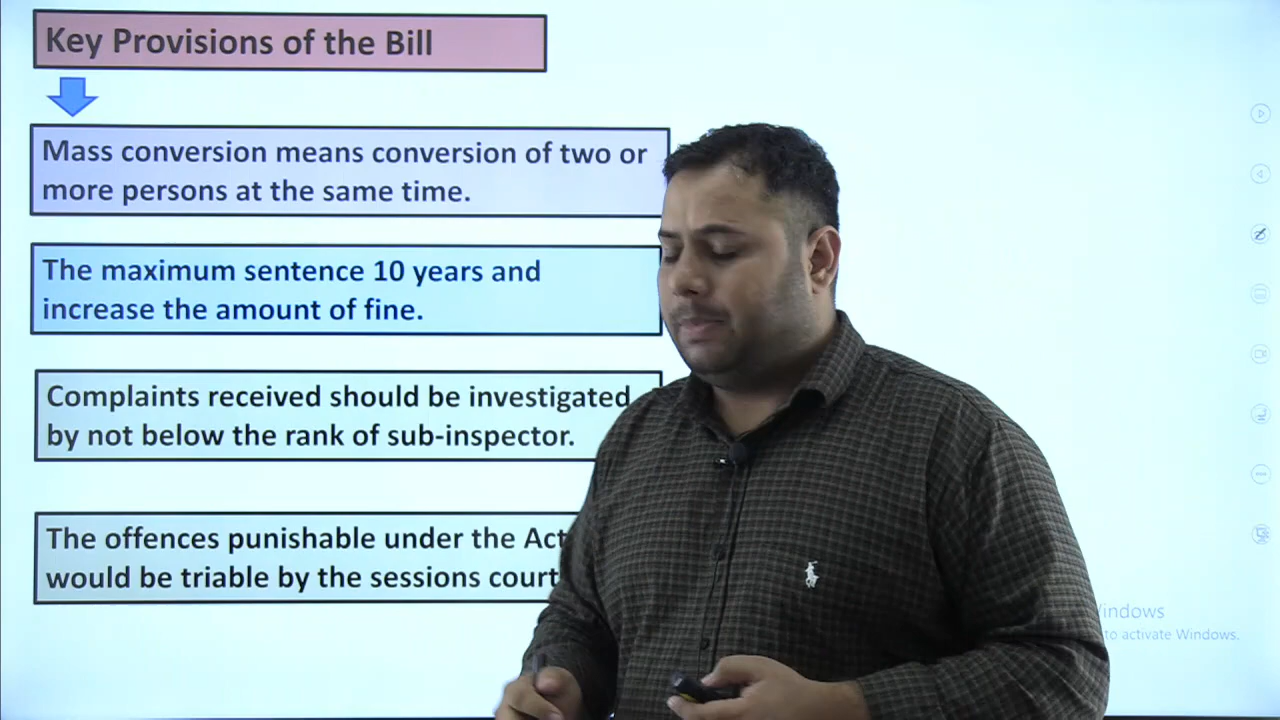 Key Provisions of the Bill
Mass conversion means conversion of two or
more persons at the same time.
The maximum sentence 10 years and
increase the amount of fine.
Complaints received should be investigated
by not below the rank of sub-inspector.
The offences punishable under the Act
would be triable by the sessions court
to activate Windows.